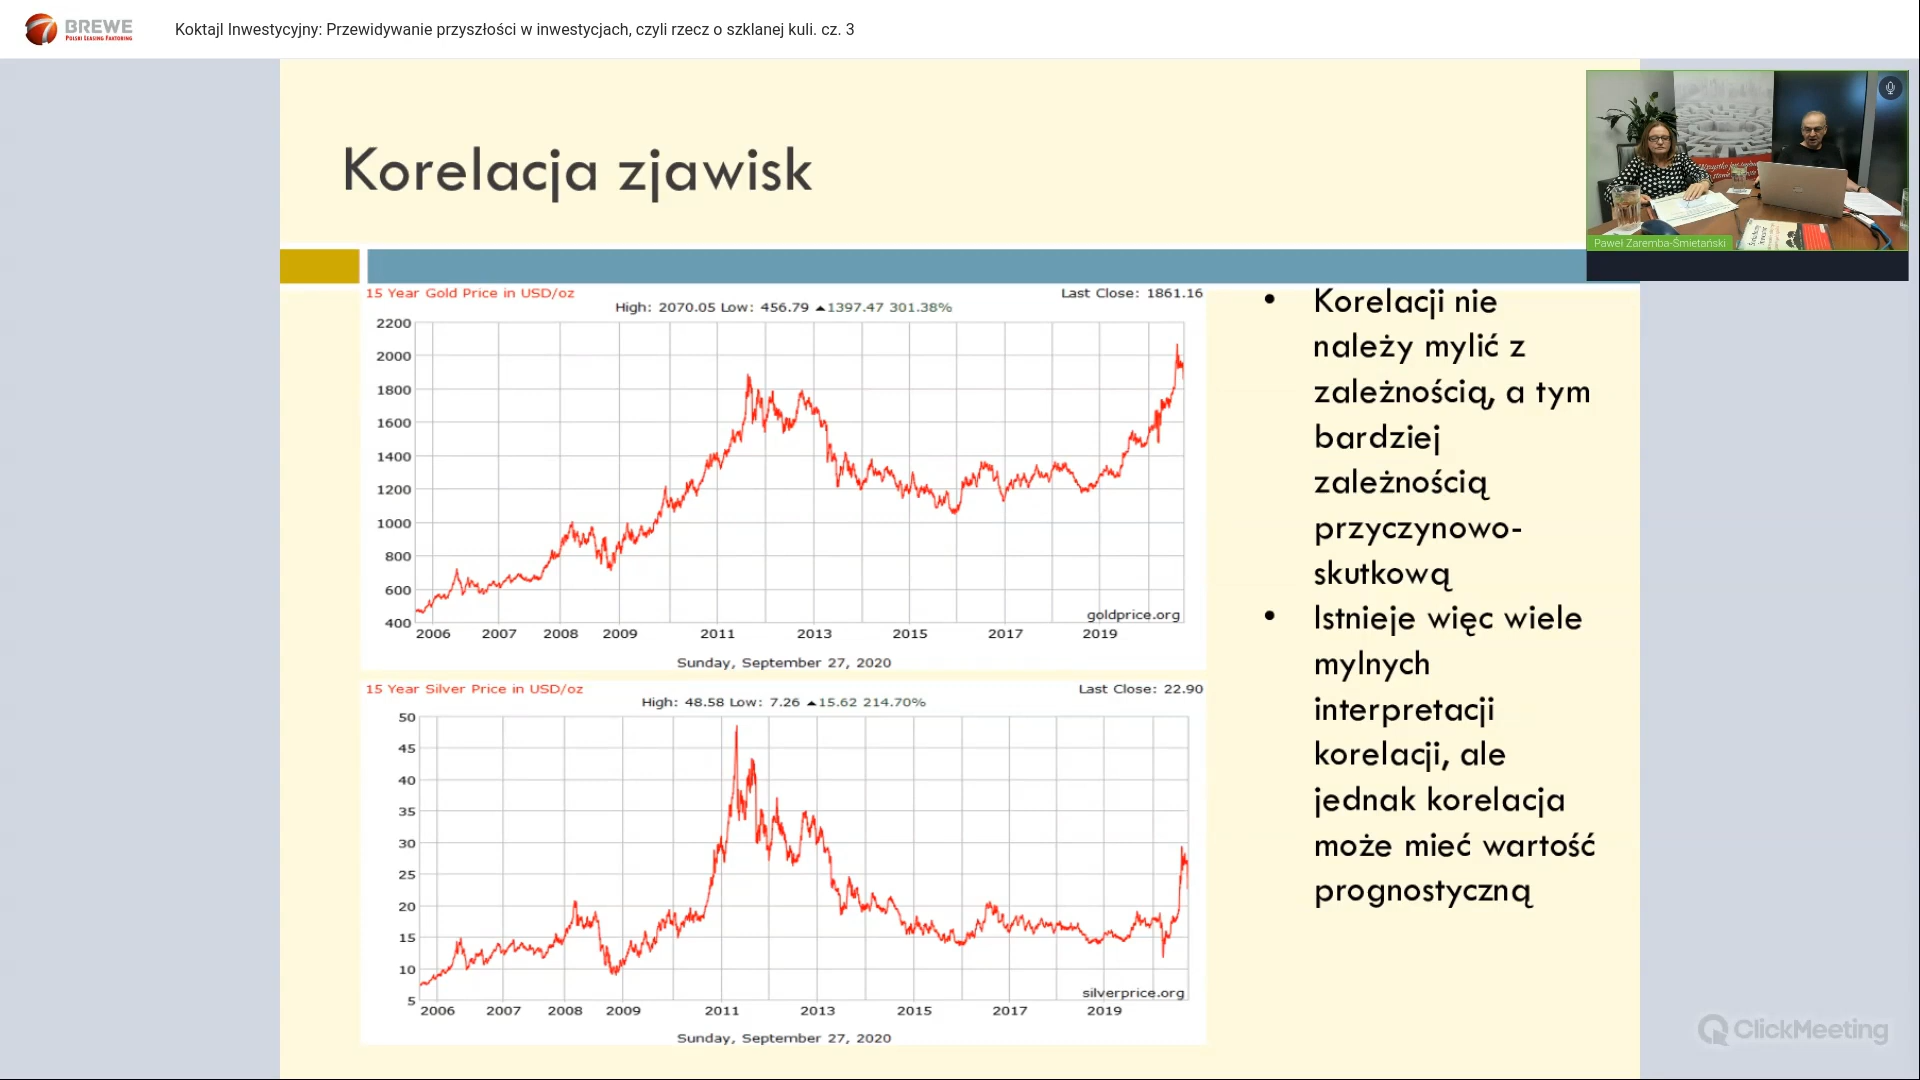 BREWE
POLSKI LEASING FAKTORING
Koktajl Inwestycyjny: Przewidywanie przyszłości w inwestycjach, czyli rzecz o szklanej kuli. cz. 3
Korelacja zjawisk
Paweł Zaremba-Śmietański
15 Year Gold Price in USD/oz
Last Close: 1861.16
High: 2070.05 Low: 456.79 ▲1397.47 301.38%
2200
2000
1800
1600
1400
1200
1000
800
600
400
goldprice.org
2006 2007 2008 2009 2011 2013 2015 2017 2019
Sunday, September 27, 2020
15 Year Silver Price in USD/oz
Last Close: 22.90
High: 48.58 Low: 7.26 ▲15.62 214.70%
50
45
40
35
30
25
20
15
10
5
silverprice.org
2006 2007 2008 2009 2011 2013 2015 2017 2019
Sunday, September 27, 2020
• Korelacji nie
należy mylić z
zależnością, a tym
bardziej
zależnością
przyczynowo-
skutkową
• Istnieje więc wiele
mylnych
interpretacji
korelacji, ale
jednak korelacja
może mieć wartość
prognostyczną
ClickMeeting